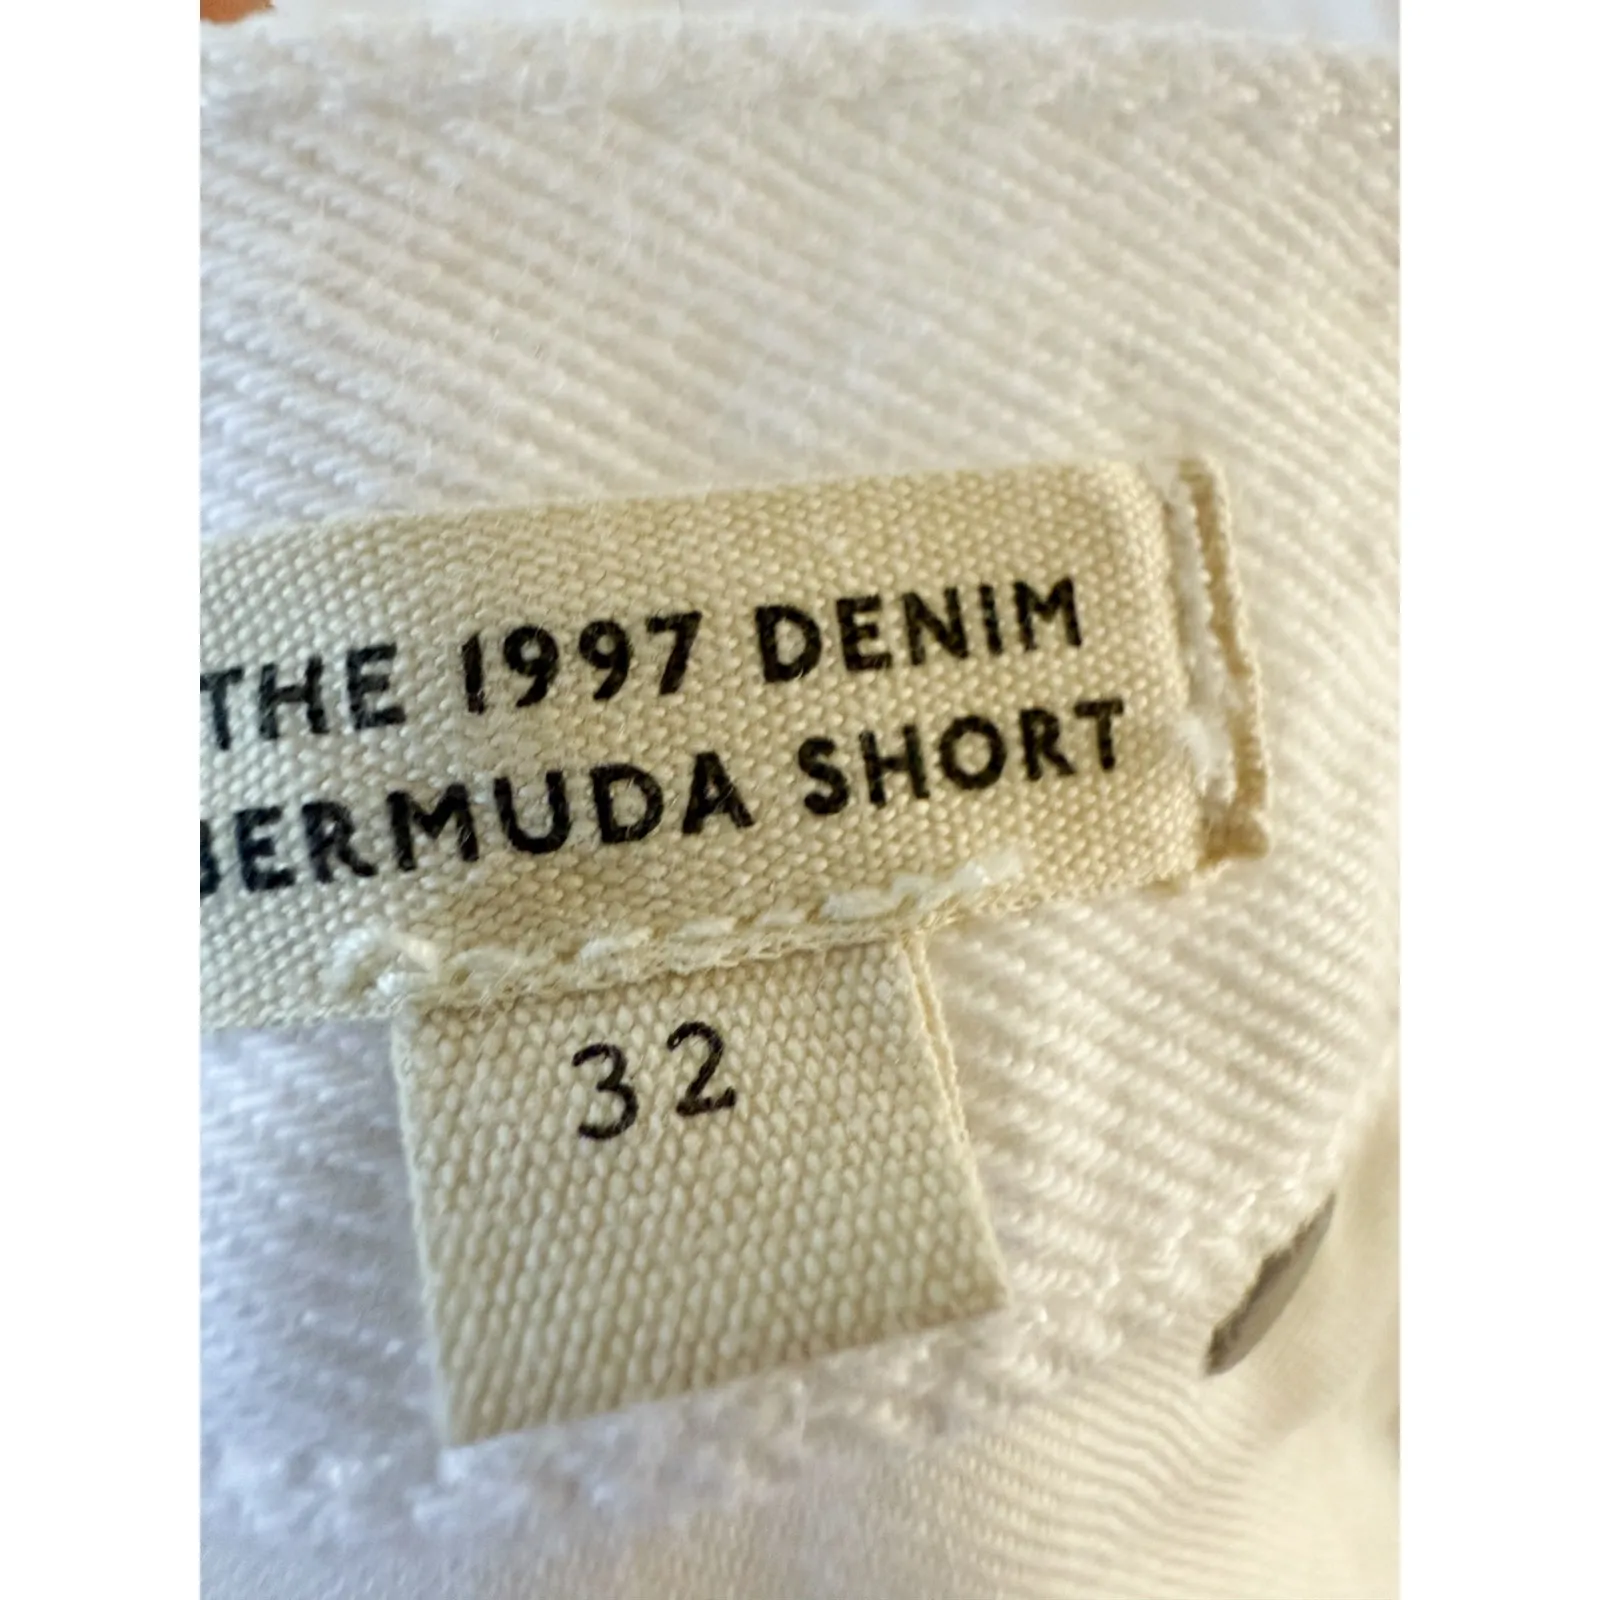 THE 1997 DENIM
BERMUDA SHORT
32